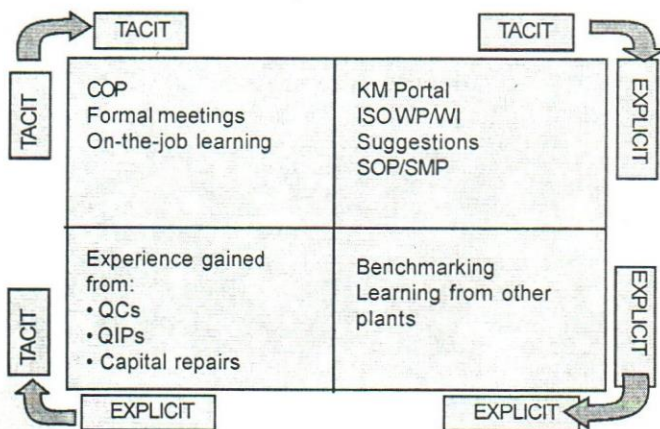 TACIT
TACIT
TACIT
EXPLICIT
COP
Formal meetings
On-the-job learning
KM Portal
ISO WP/WI
Suggestions
SOP/SMP
Experience gained
from:
• QCs
• QIPs
• Capital repairs
Benchmarking
Learning from other
plants
TACIT
EXPLICIT
EXPLICIT
EXPLICIT